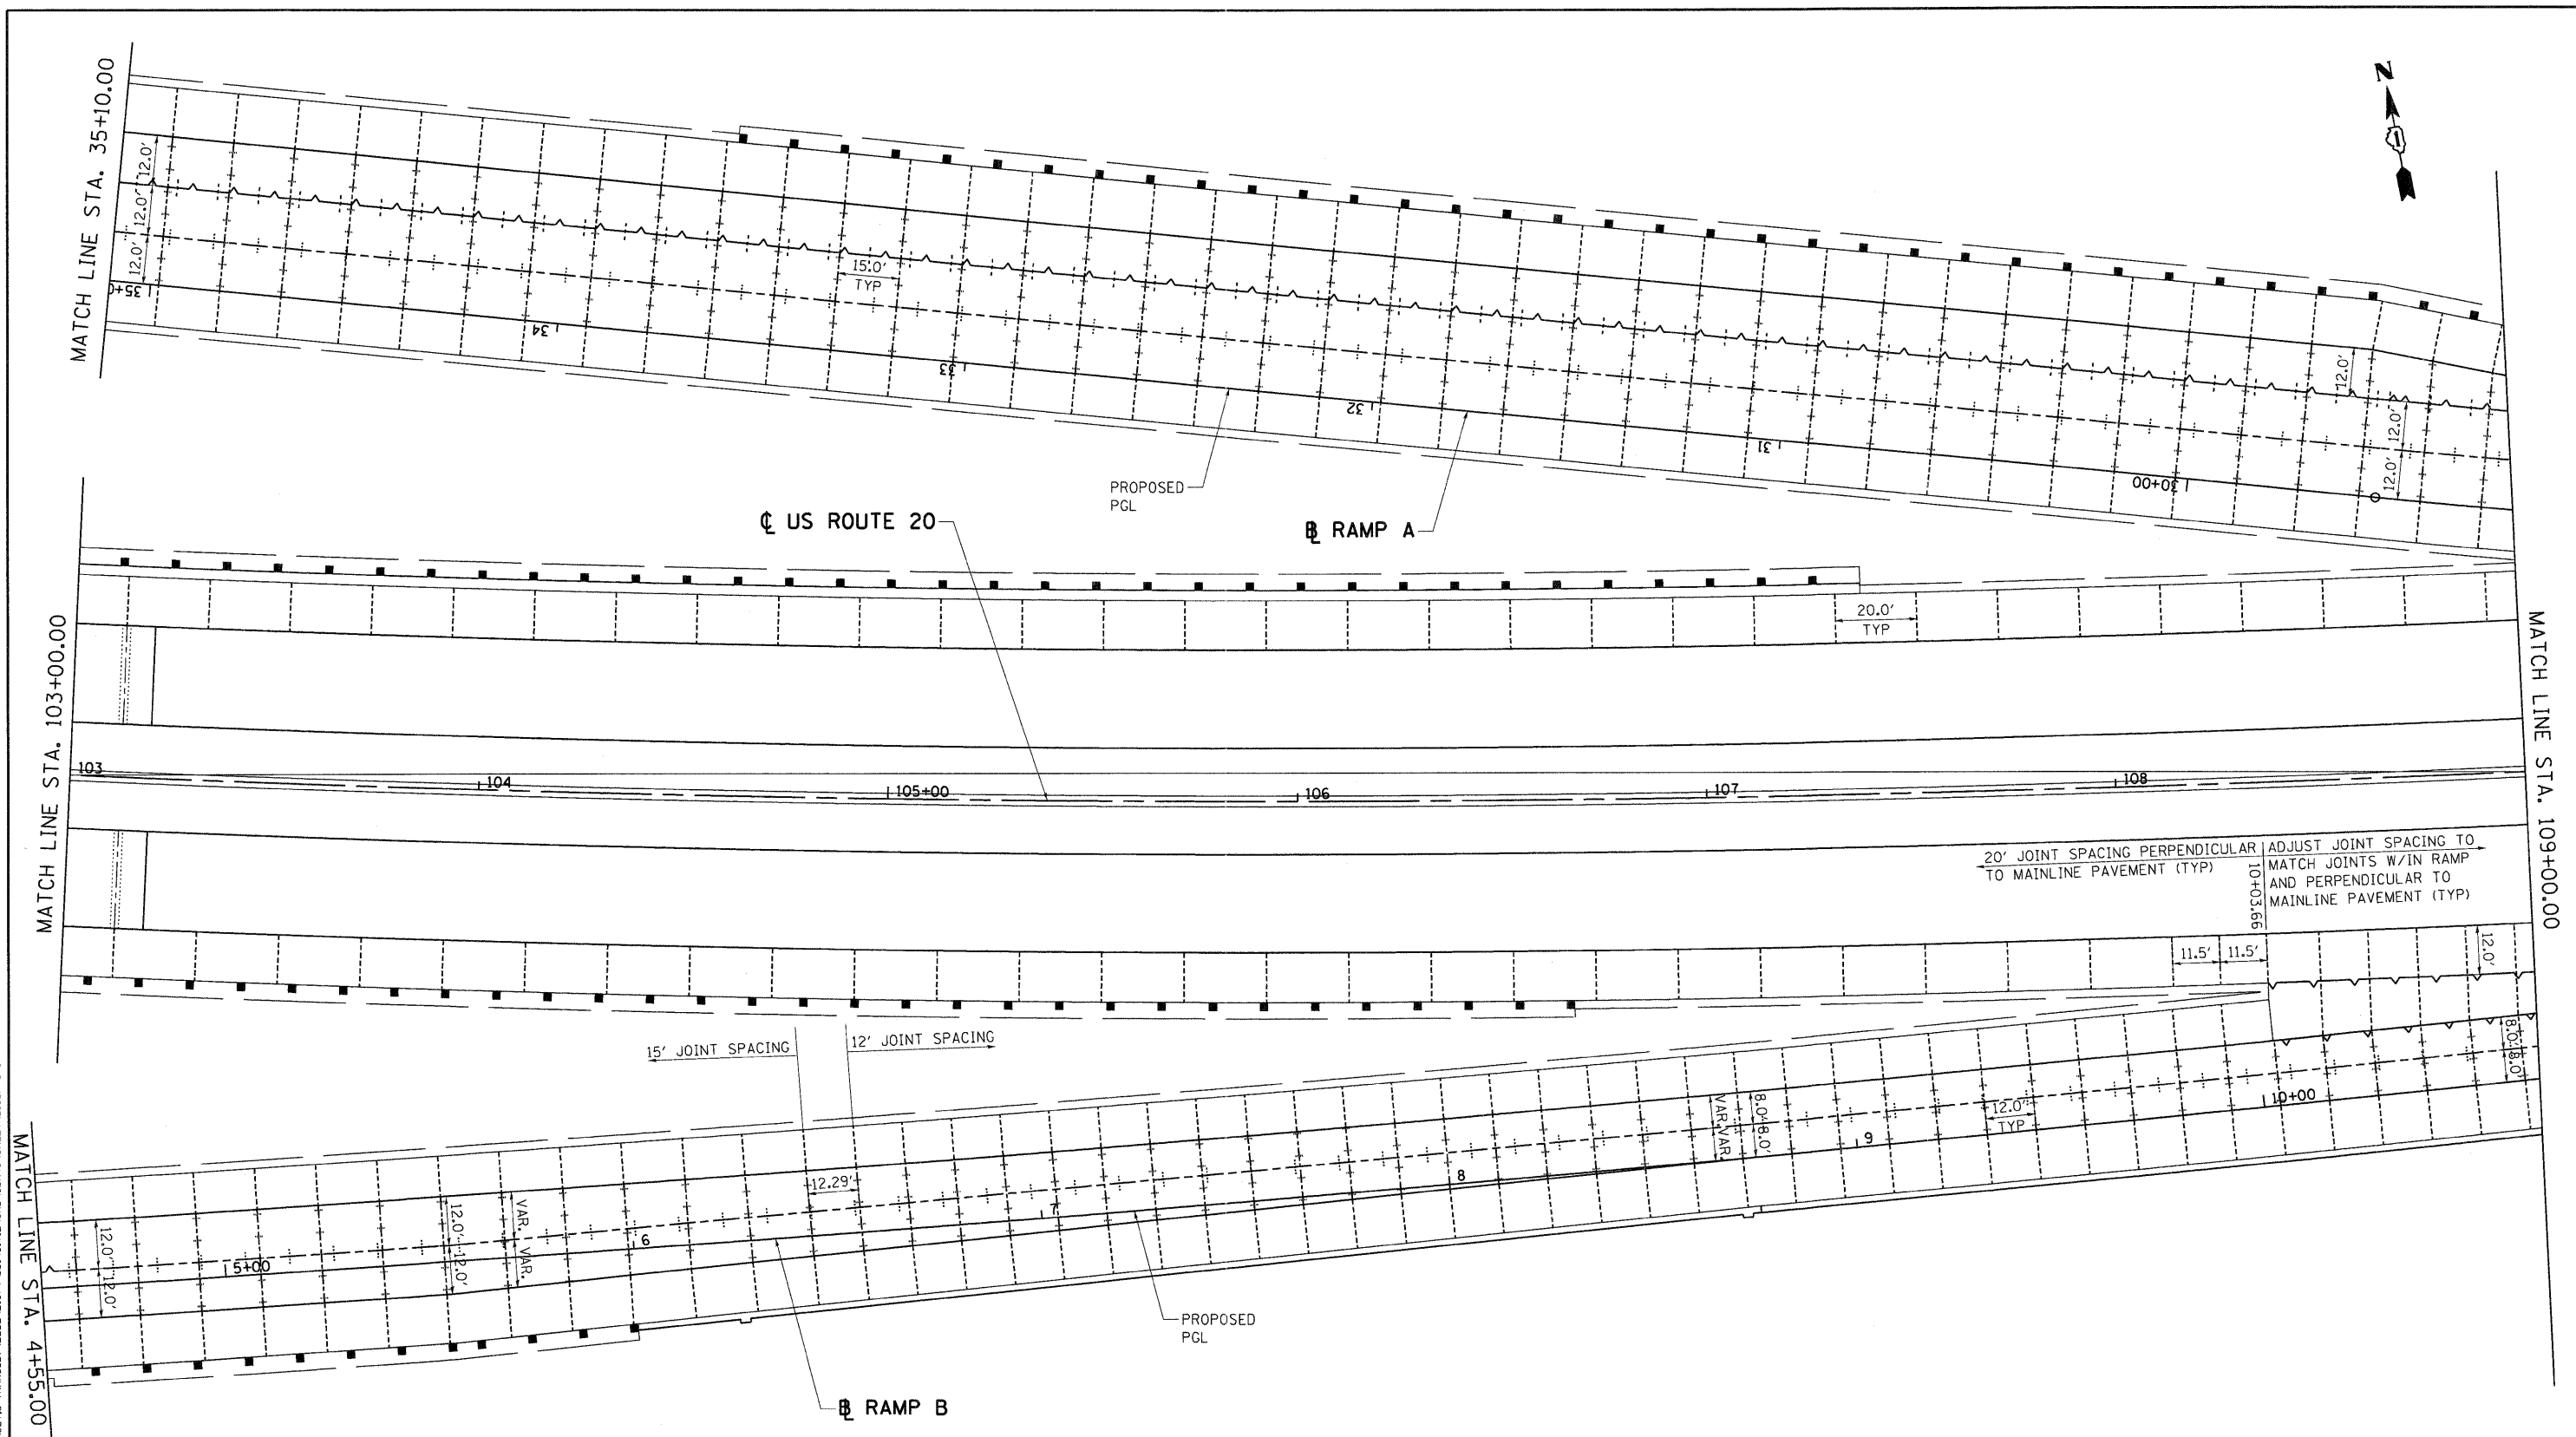 N
MATCH LINE STA. 35+10.00
12.0'
12.0'
12.0'
34
15.0'
TYP
33
32
31
30+00
12.0'
12.0'
12.0'
PROPOSED
PGL
℄ US ROUTE 20
BL RAMP A
MATCH LINE STA. 103+00.00
20.0'
TYP
103
104
105+00
106
107
108
MATCH LINE STA. 109+00.00
20' JOINT SPACING PERPENDICULAR
TO MAINLINE PAVEMENT (TYP)
10+03.66
ADJUST JOINT SPACING TO
MATCH JOINTS W/IN RAMP
AND PERPENDICULAR TO
MAINLINE PAVEMENT (TYP)
11.5'
11.5'
12.0'
15' JOINT SPACING
12' JOINT SPACING
8.0'
8.0'
VAR.
VAR.
8.0'
8.0'
12.0'
TYP
10+00
9
8
7
12.29'
6
VAR.
VAR.
12.0'
12.0'
5+00
12.0'
12.0'
MATCH LINE STA. 4+55.00
PROPOSED
PGL
BL RAMP B